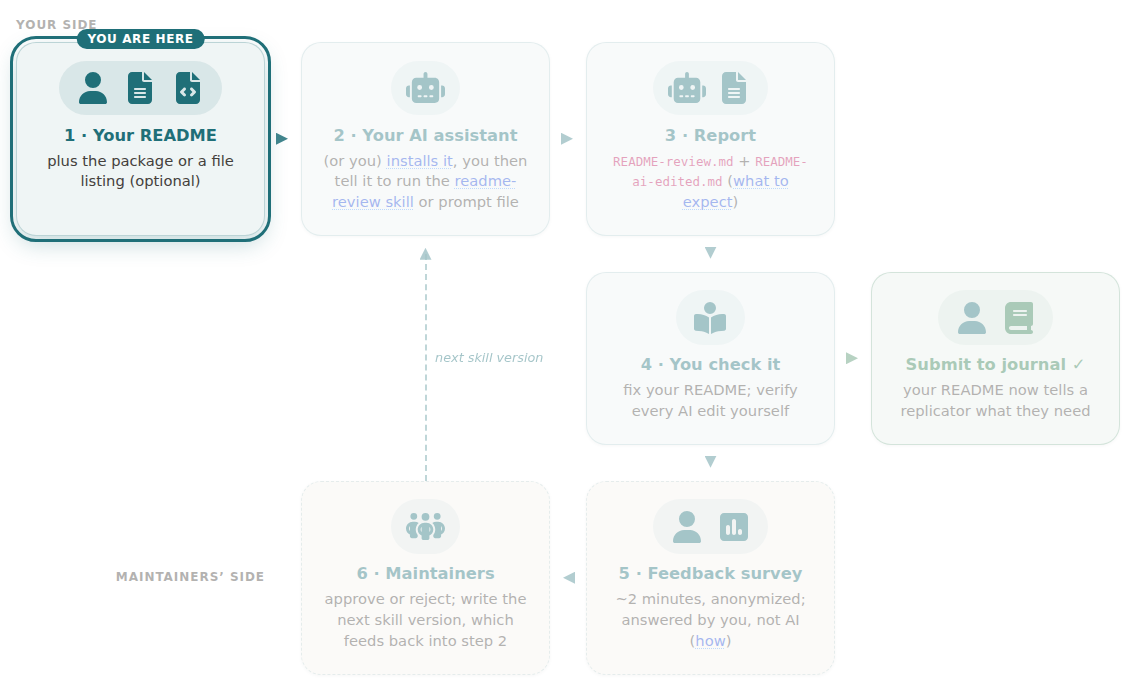 YOUR SIDE
YOU ARE HERE
1 · Your README
plus the package or a file
listing (optional)
2 · Your AI assistant
(or you) installs it, you then
tell it to run the readme-
review skill or prompt file
3 · Report
README-review.md + README-
ai-edited.md (what to
expect)
4 · You check it
fix your README; verify
every AI edit yourself
Submit to journal ✓
your README now tells a
replicator what they need
next skill version
MAINTAINERS’ SIDE
6 · Maintainers
approve or reject; write the
next skill version, which
feeds back into step 2
5 · Feedback survey
~2 minutes, anonymized;
answered by you, not AI
(how)